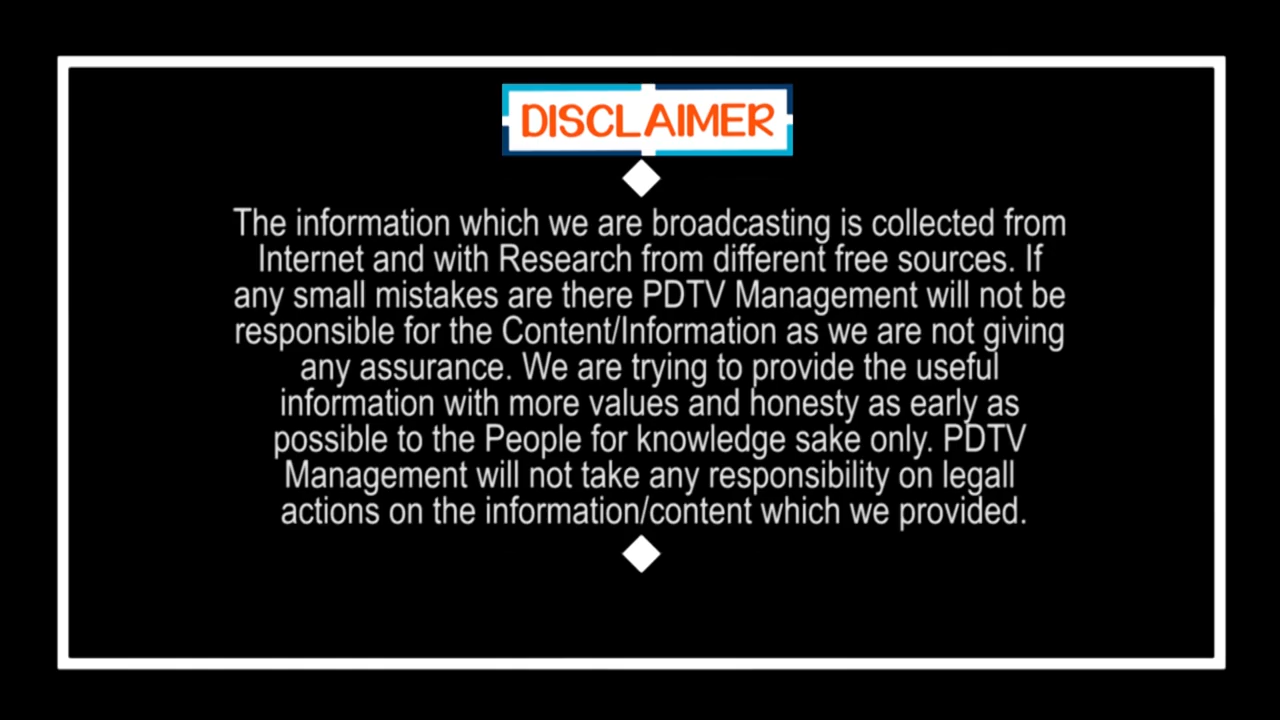 DISCLAIMER
The information which we are broadcasting is collected from
Internet and with Research from different free sources. If
any small mistakes are there PDTV Management will not be
responsible for the Content/Information as we are not giving
any assurance. We are trying to provide the useful
information with more values and honesty as early as
possible to the People for knowledge sake only. PDTV
Management will not take any responsibility on legall
actions on the information/content which we provided.